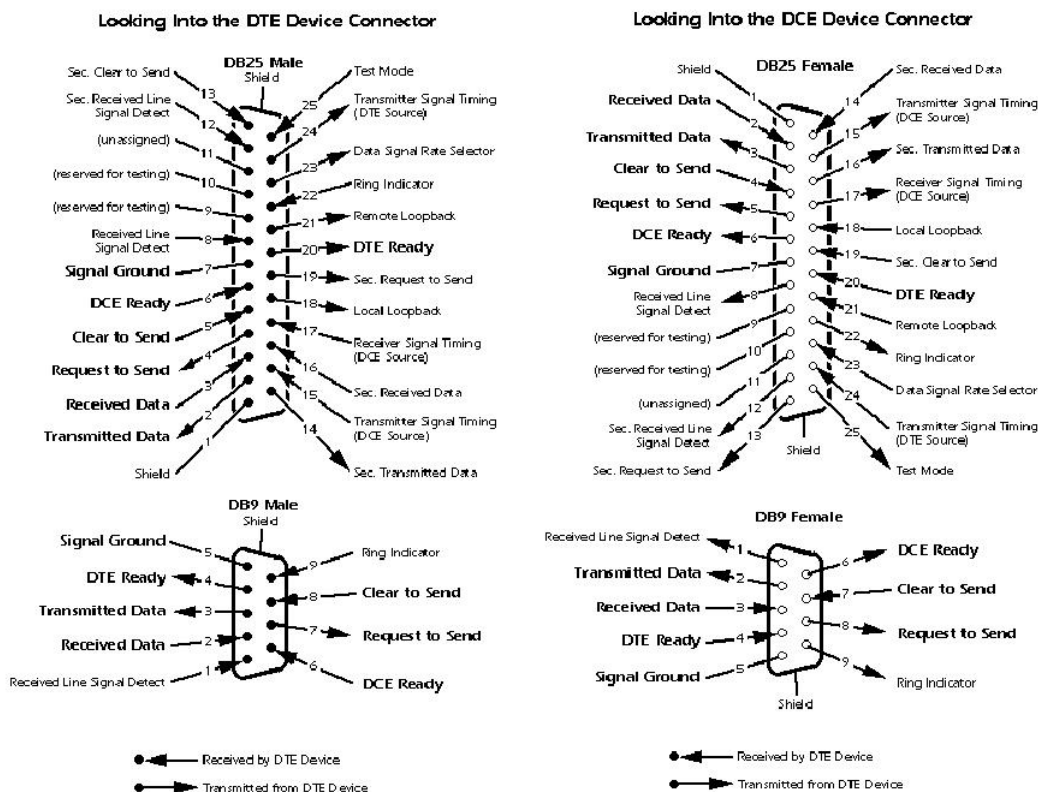 Looking Into the DTE Device Connector
DB25 Male
Shield
Sec. Clear to Send
13
Sec. Received Line
Signal Detect
12
(unassigned)
11
(reserved for testing)
10
(reserved for testing)
9
Received Line
Signal Detect
8
Signal Ground
7
DCE Ready
6
Clear to Send
5
Request to Send
4
Received Data
3
Transmitted Data
2
Shield
1
Test Mode
25
Transmitter Signal Timing
(DTE Source)
24
Data Signal Rate Selector
23
Ring Indicator
22
Remote Loopback
21
DTE Ready
20
Sec. Request to Send
19
Local Loopback
18
Receiver Signal Timing
(DCE Source)
17
Sec. Received Data
16
Transmitter Signal Timing
(DCE Source)
15
Sec. Transmitted Data
14
DB9 Male
Shield
Signal Ground
5
DTE Ready
4
Transmitted Data
3
Received Data
2
Received Line Signal Detect
1
Ring Indicator
9
Clear to Send
8
Request to Send
7
DCE Ready
6
Received by DTE Device
Transmitted from DTE Device
Looking Into the DCE Device Connector
DB25 Female
Shield
1
Received Data
2
Transmitted Data
3
Clear to Send
4
Request to Send
5
DCE Ready
6
Signal Ground
7
Received Line
Signal Detect
8
(reserved for testing)
9
(reserved for testing)
10
(unassigned)
11
Sec. Received Line
Signal Detect
12
Sec. Request to Send
13
Sec. Received Data
14
Transmitter Signal Timing
(DCE Source)
15
Sec. Transmitted Data
16
Receiver Signal Timing
(DCE Source)
17
Local Loopback
18
Sec. Clear to Send
19
DTE Ready
20
Remote Loopback
21
Ring Indicator
22
Data Signal Rate Selector
23
Transmitter Signal Timing
(DTE Source)
24
Test Mode
25
Shield
DB9 Female
Received Line Signal Detect
1
Transmitted Data
2
Received Data
3
DTE Ready
4
Signal Ground
5
DCE Ready
6
Clear to Send
7
Request to Send
8
Ring Indicator
9
Shield
Received by DTE Device
Transmitted from DTE Device